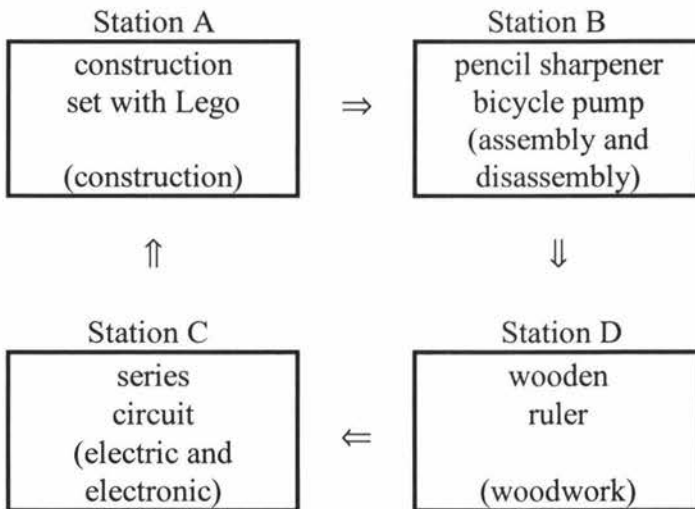 Station A
construction
set with Lego
(construction)
⇒
Station B
pencil sharpener
bicycle pump
(assembly and
disassembly)
⇑
⇓
Station C
series
circuit
(electric and
electronic)
⇐
Station D
wooden
ruler
(woodwork)